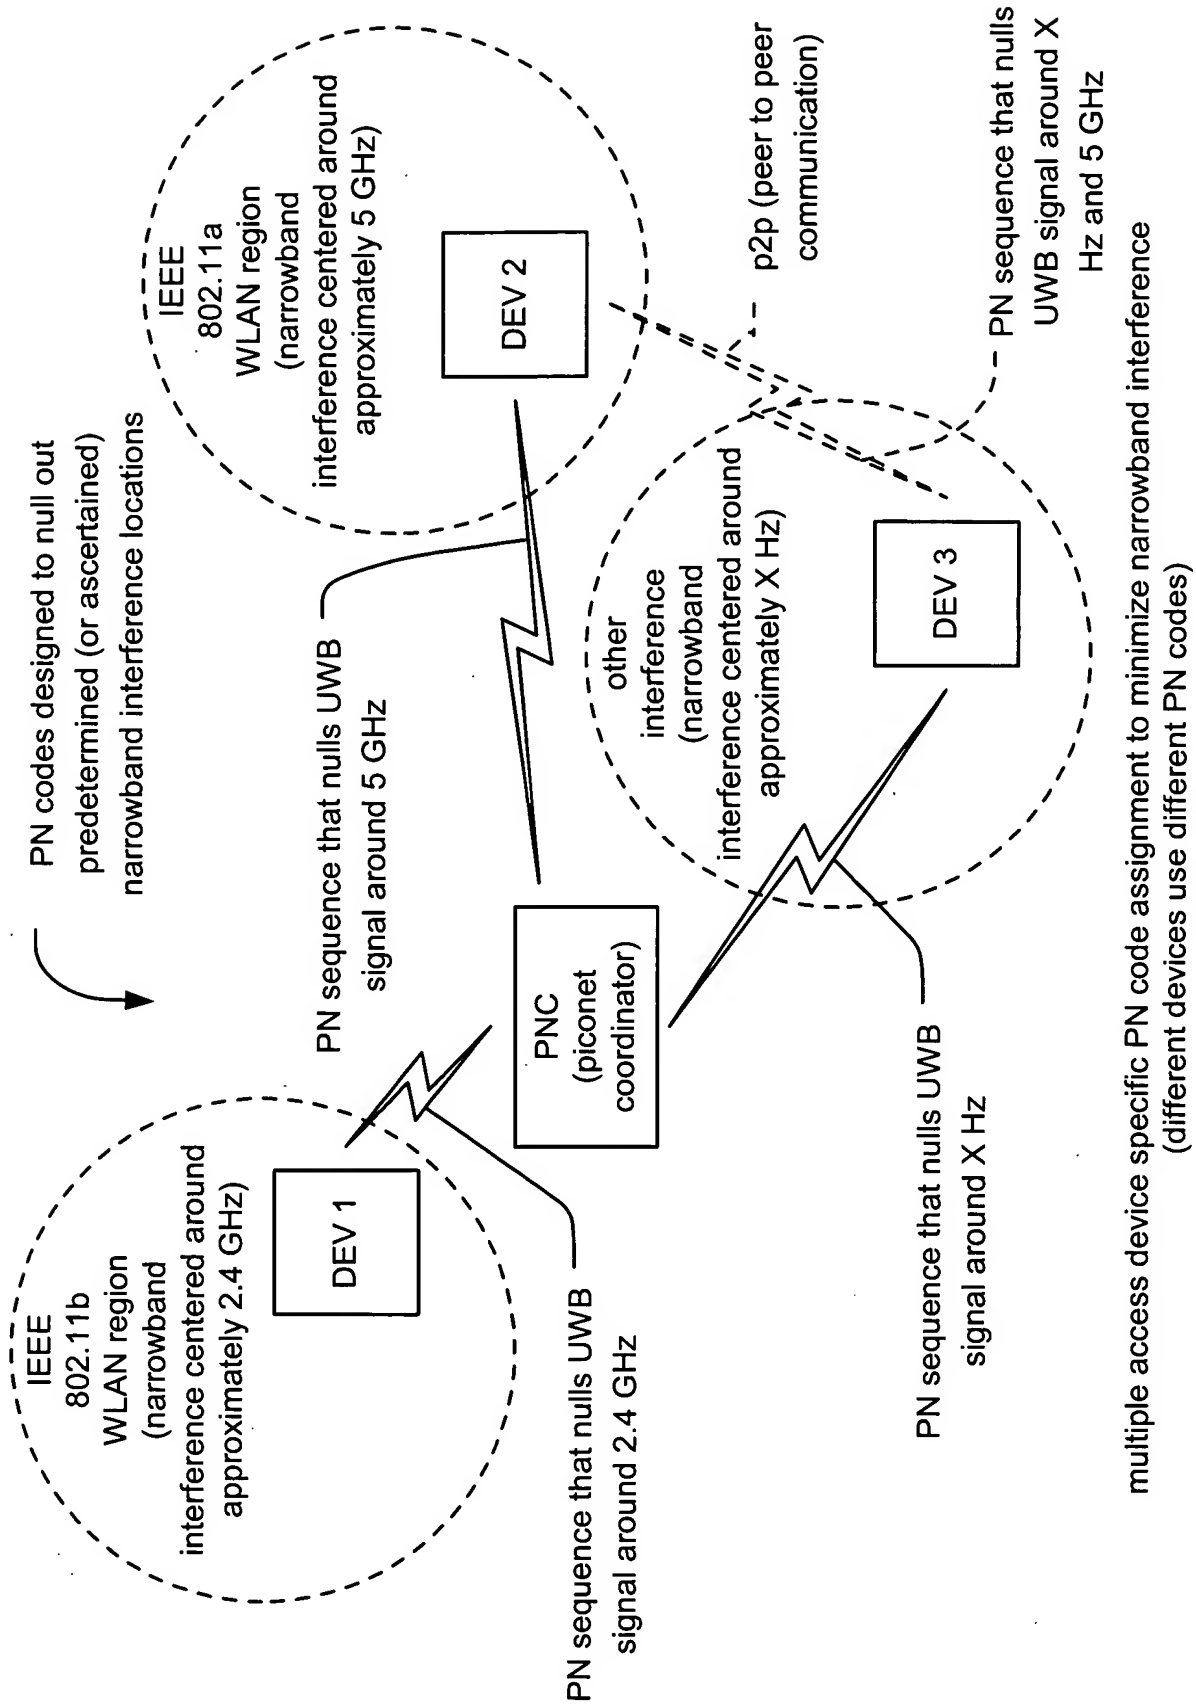 PN codes designed to null out
predetermined (or ascertained)
narrowband interference locations
IEEE
802.11b
WLAN region
(narrowband
interference centered around
approximately 2.4 GHz)
DEV 1
IEEE
802.11a
WLAN region
(narrowband
interference centered around
approximately 5 GHz)
DEV 2
PN sequence that nulls UWB
signal around 5 GHz
PNC
(piconet
coordinator)
PN sequence that nulls UWB
signal around 2.4 GHz
other
interference
(narrowband
interference centered around
approximately X Hz)
DEV 3
p2p (peer to peer
communication)
PN sequence that nulls UWB
signal around X Hz
PN sequence that nulls
UWB signal around X
Hz and 5 GHz
multiple access device specific PN code assignment to minimize narrowband interference
(different devices use different PN codes)